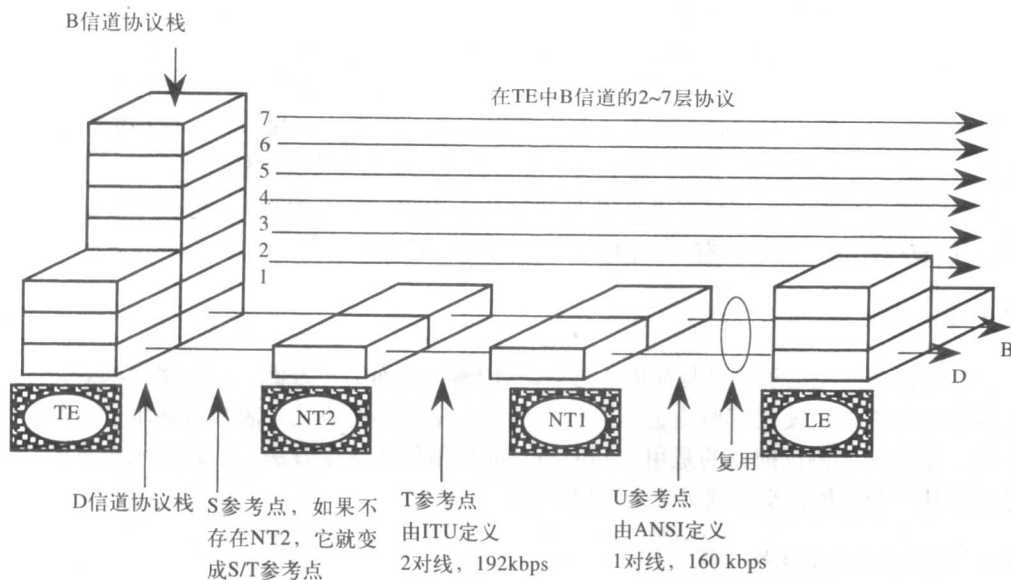 B信道协议栈
在TE中B信道的2~7层协议
7
6
5
4
3
2
1
B
D
TE
NT2
NT1
LE
复用
D信道协议栈
S参考点，如果不
存在NT2，它就变
成S/T参考点
T参考点
由ITU定义
2对线，192kbps
U参考点
由ANSI定义
1对线，160 kbps